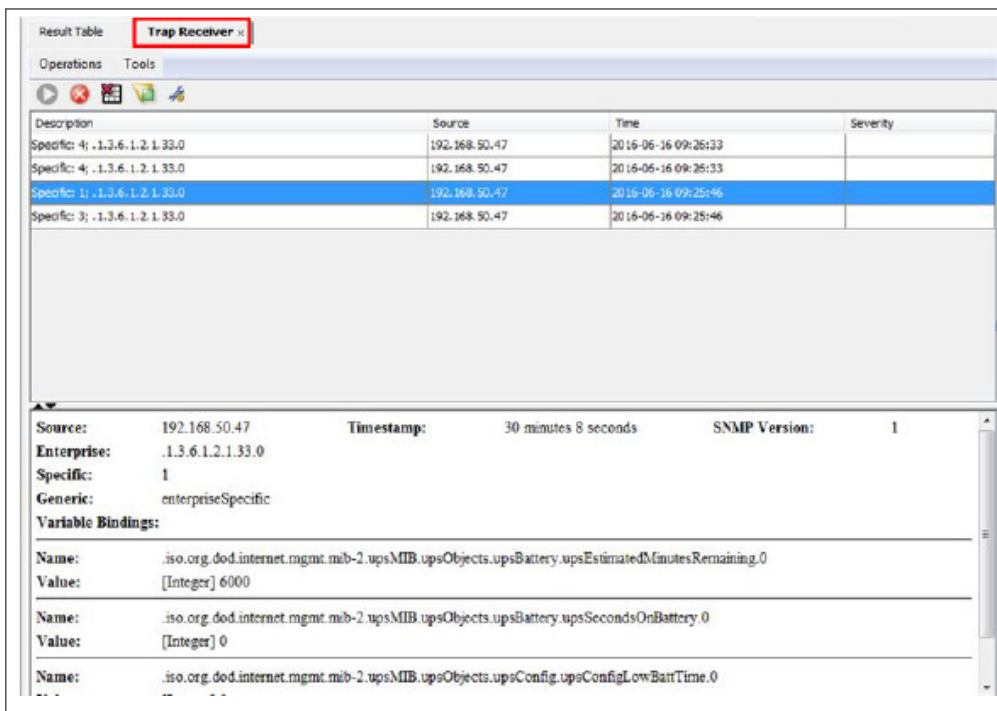 Result Table Trap Receiver ×
Operations Tools
Description Source Time Severity
Specific: 4; .1.3.6.1.2.1.33.0 192.168.50.47 2016-06-16 09:26:33
Specific: 4; .1.3.6.1.2.1.33.0 192.168.50.47 2016-06-16 09:26:33
Specific: 1; .1.3.6.1.2.1.33.0 192.168.50.47 2016-06-16 09:25:46
Specific: 3; .1.3.6.1.2.1.33.0 192.168.50.47 2016-06-16 09:25:46
Source: 192.168.50.47 Timestamp: 30 minutes 8 seconds SNMP Version: 1
Enterprise: .1.3.6.1.2.1.33.0
Specific: 1
Generic: enterpriseSpecific
Variable Bindings:
Name: .iso.org.dod.internet.mgmt.mib-2.upsMIB.upsObjects.upsBattery.upsEstimatedMinutesRemaining.0
Value: [Integer] 6000
Name: .iso.org.dod.internet.mgmt.mib-2.upsMIB.upsObjects.upsBattery.upsSecondsOnBattery.0
Value: [Integer] 0
Name: .iso.org.dod.internet.mgmt.mib-2.upsMIB.upsObjects.upsConfig.upsConfigLowBattTime.0